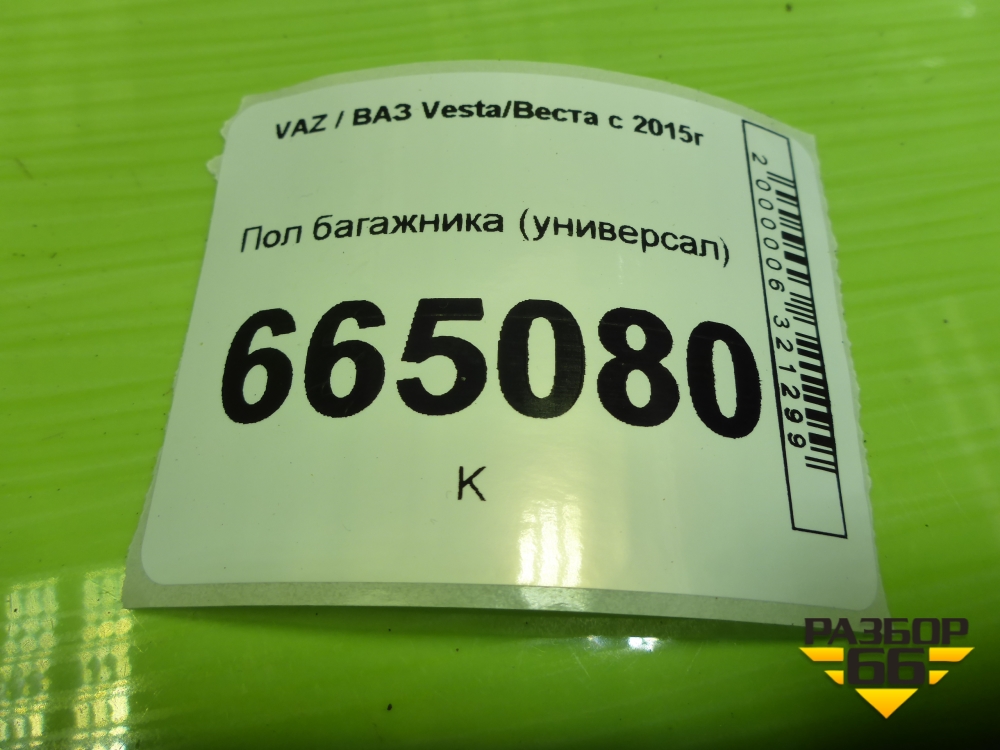 VAZ / ВАЗ Vesta/Веста с 2015г
Пол багажника (универсал)
665080
К
2000006321299
РАЗБОР
66